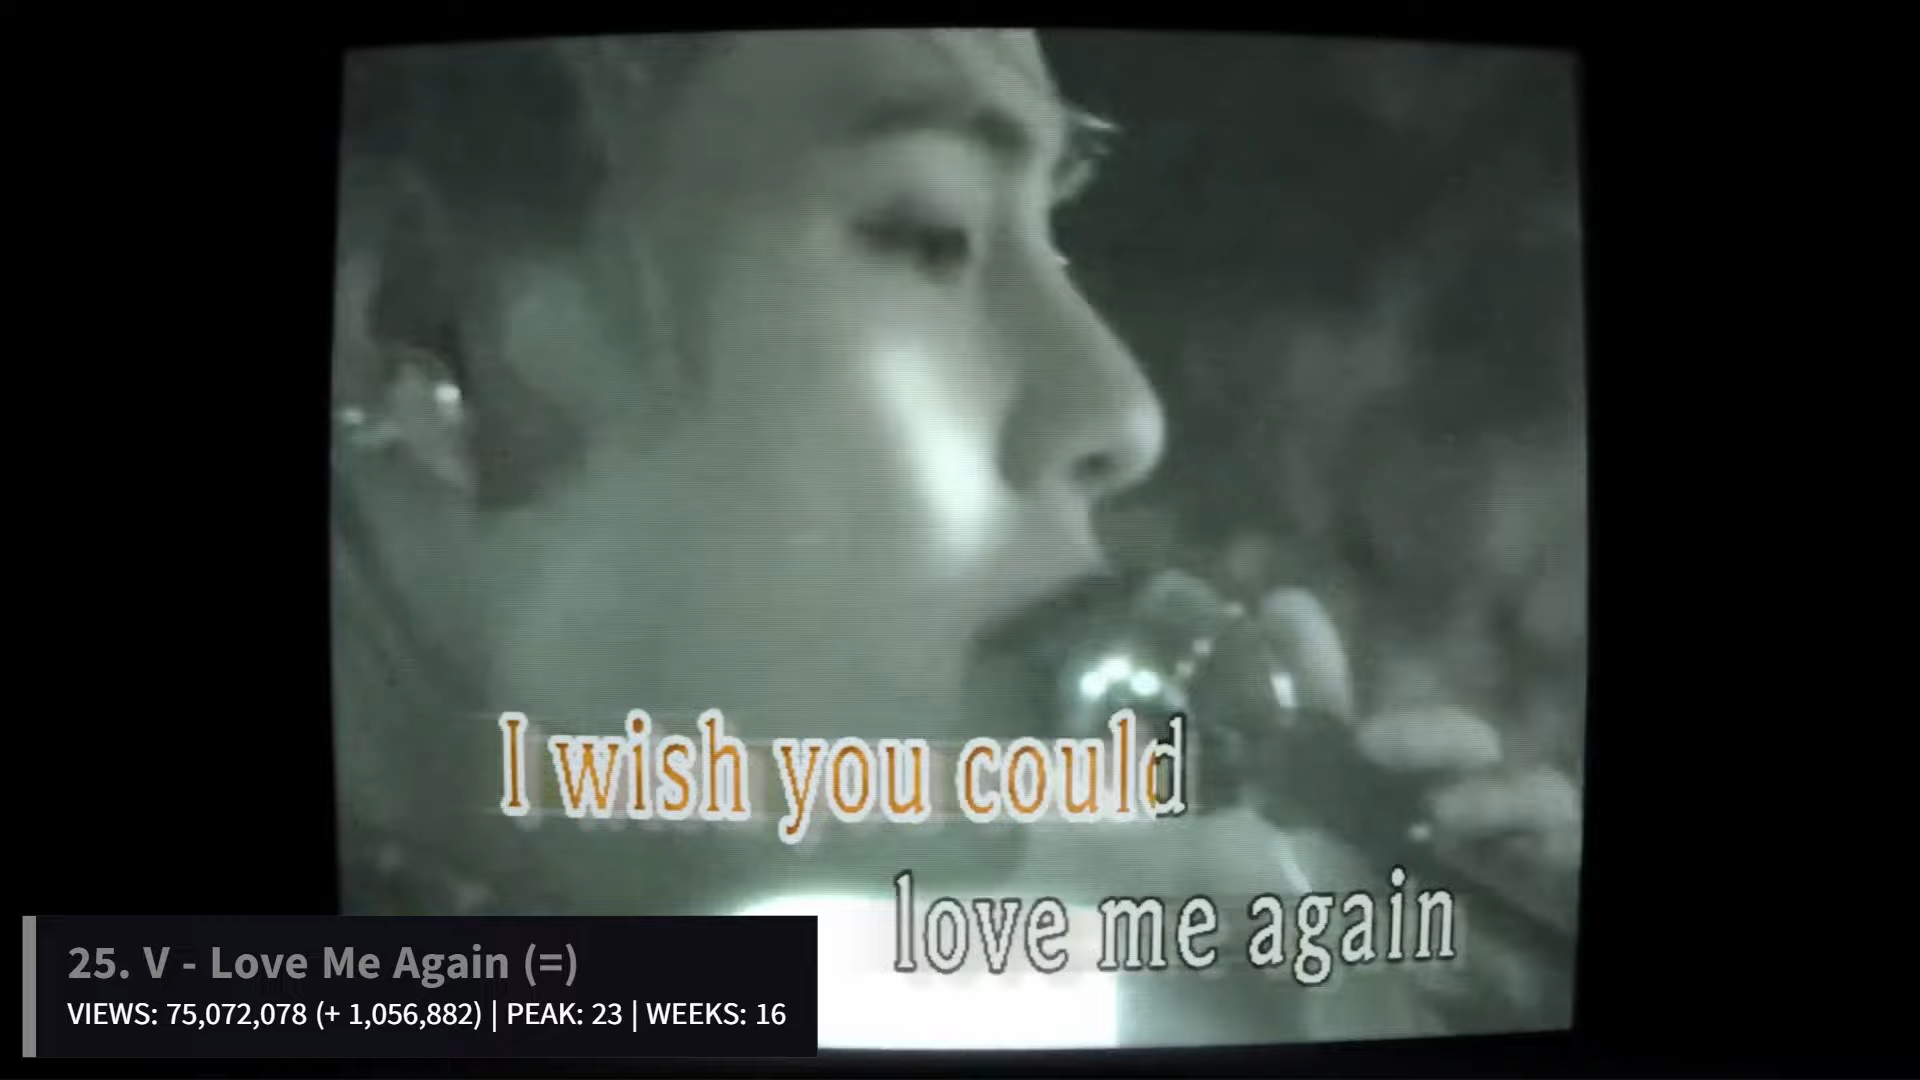 I wish you could
love me again
25. V - Love Me Again (=)
VIEWS: 75,072,078 (+ 1,056,882) | PEAK: 23 | WEEKS: 16